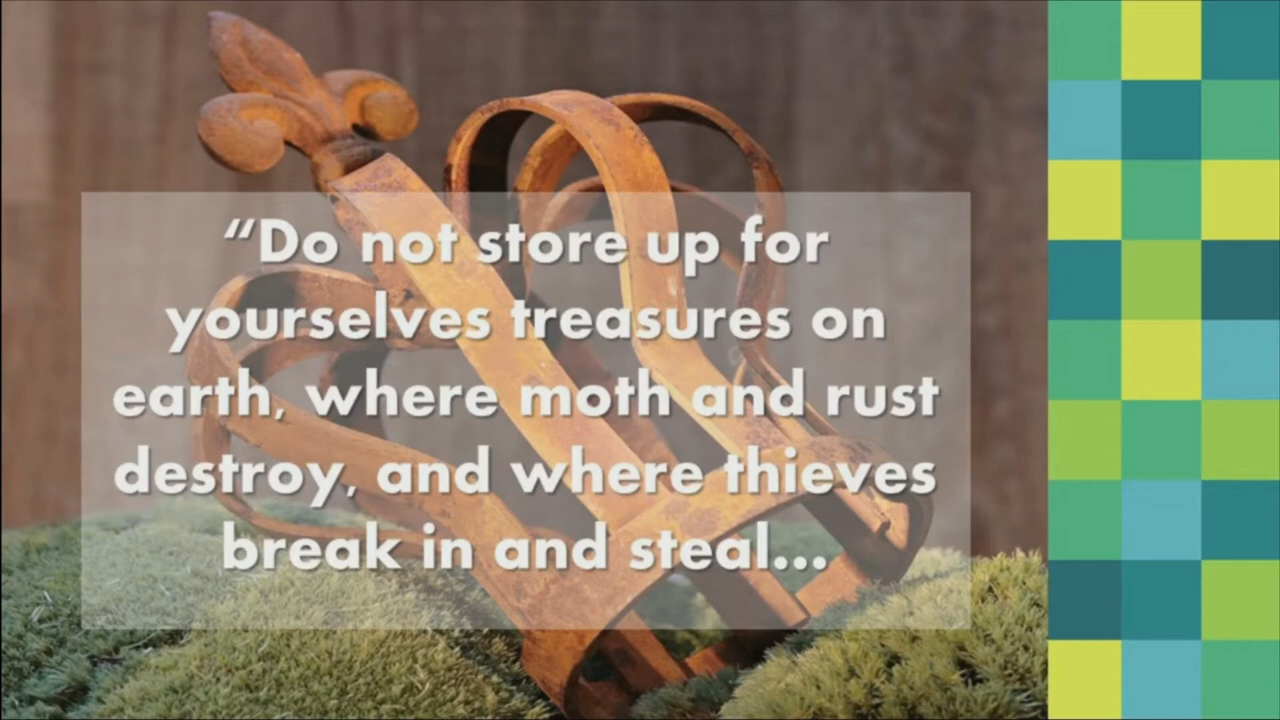 “Do not store up for
yourselves treasures on
earth, where moth and rust
destroy, and where thieves
break in and steal...